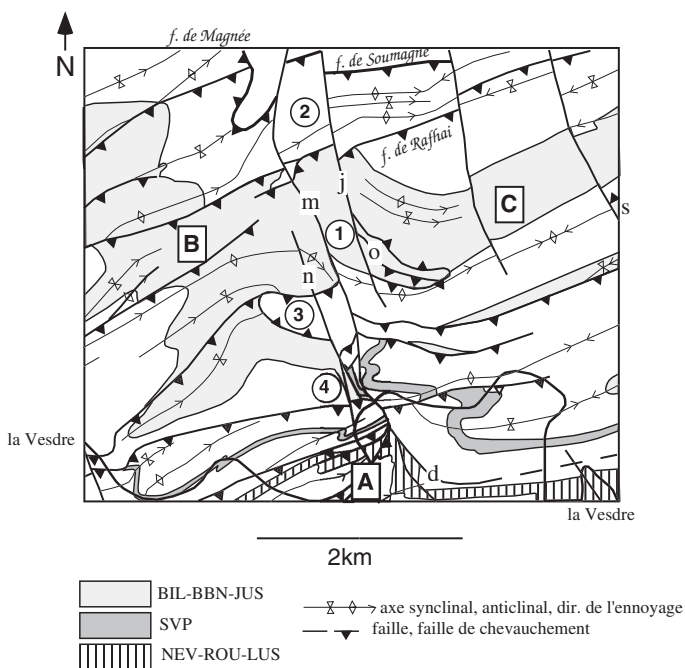 f. de Magnée
N
f. de Soumagne
2
f. de Rafhai
j
m
C
s
1
B
o
n
3
4
la Vesdre
A
d
la Vesdre
2km
BIL-BBN-JUS
SVP
axe synclinal, anticlinal, dir. de l'ennoyage
faille, faille de chevauchement
NEV-ROU-LUS